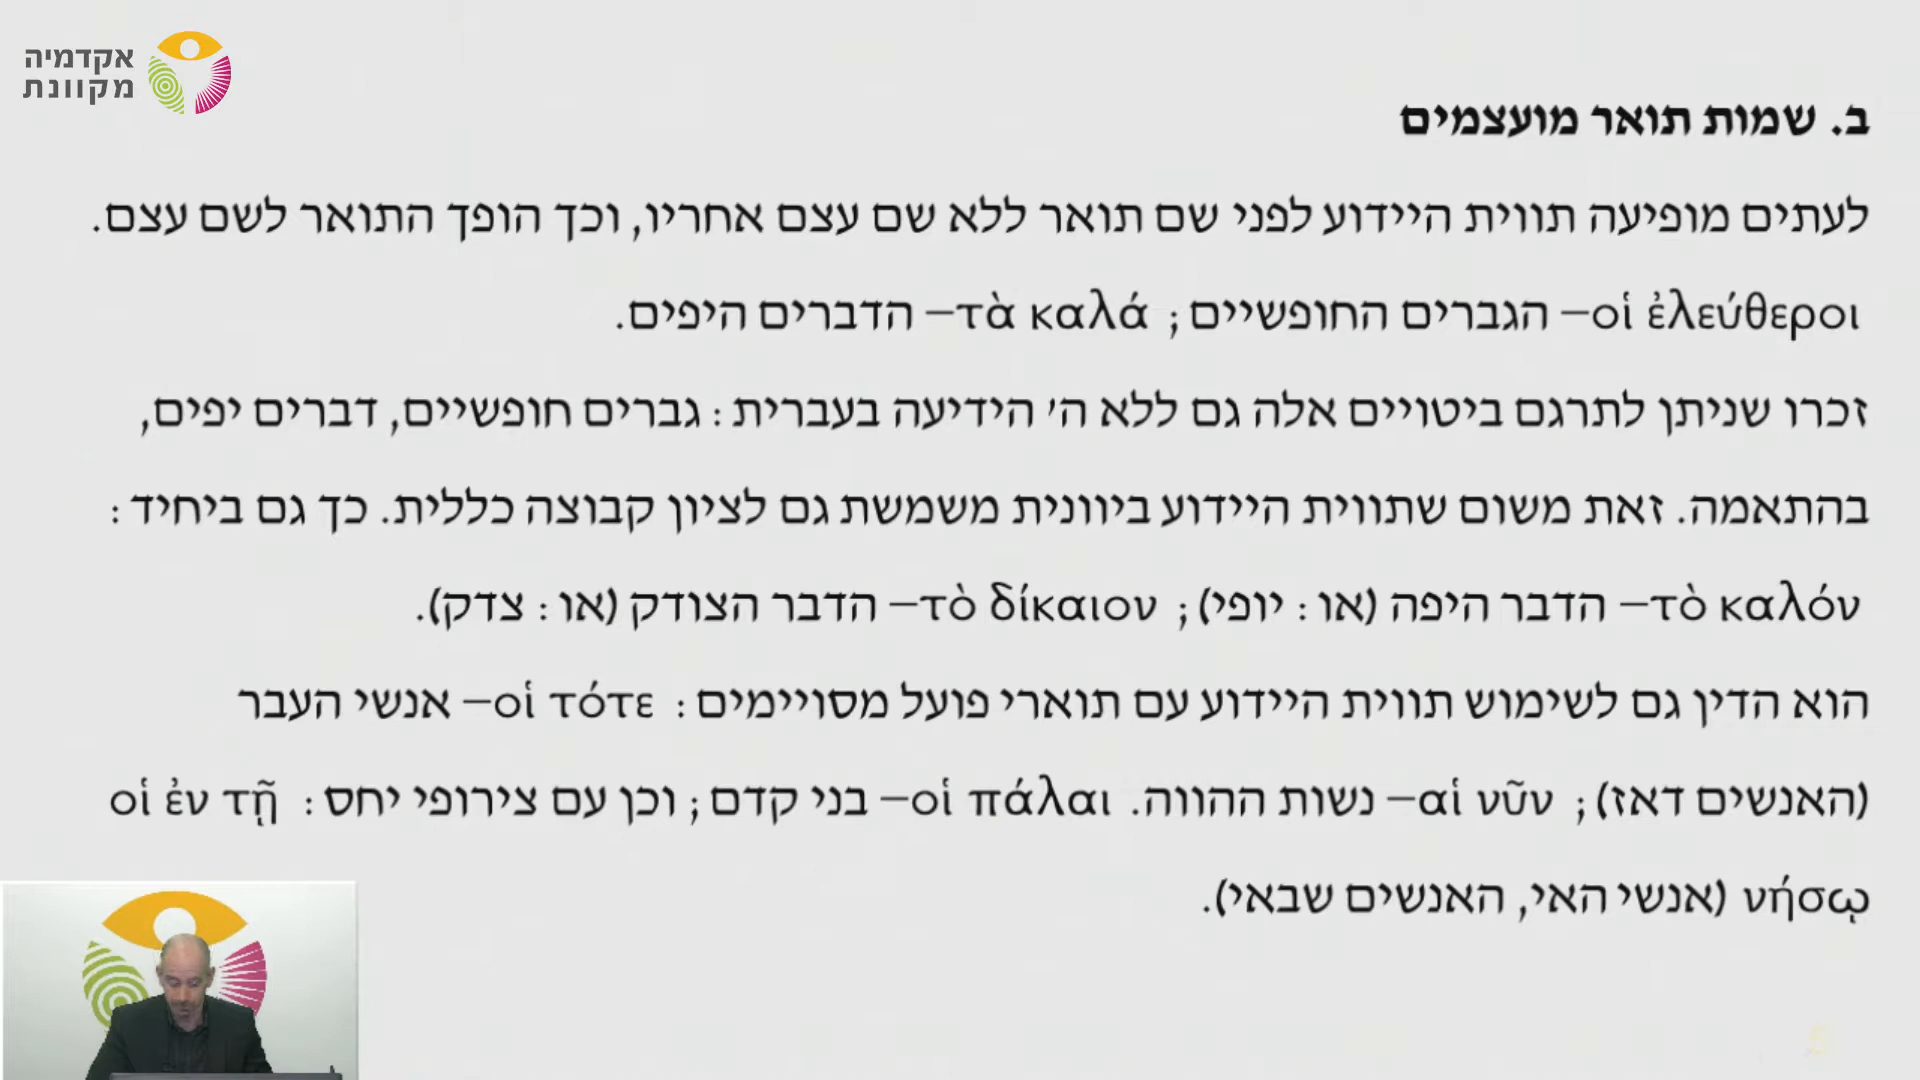 אקדמיה
מקוונת
ב. שמות תואר מועצמים
לעתים מופיעה תווית היידוע לפני שם תואר ללא שם עצם אחריו, וכך הופך התואר לשם עצם.
οἱ ἐλεύθεροι– הגברים החופשיים; τὰ καλά– הדברים היפים.
זכרו שניתן לתרגם ביטויים אלה גם ללא ה' הידיעה בעברית: גברים חופשיים, דברים יפים,
בהתאמה. זאת משום שתווית היידוע ביוונית משמשת גם לציון קבוצה כללית. כך גם ביחיד:
τὸ καλόν– הדבר היפה (או: יופי); τὸ δίκαιον– הדבר הצודק (או: צדק).
הוא הדין גם לשימוש תווית היידוע עם תוארי פועל מסויימים: οἱ τότε– אנשי העבר
(האנשים דאז); αἱ νῦν– נשות ההווה. οἱ πάλαι– בני קדם; וכן עם צירופי יחס: οἱ ἐν τῇ
νήσῳ (אנשי האי, האנשים שבאי).